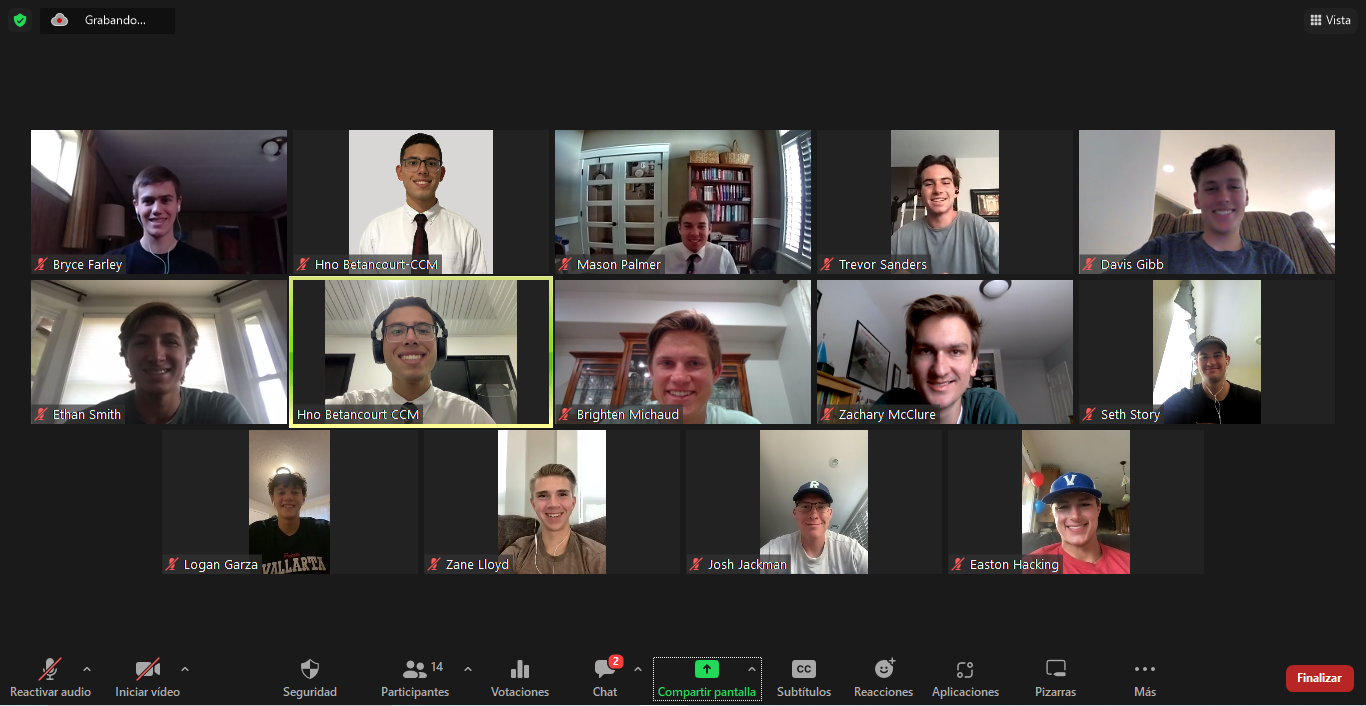 Grabando...
Vista
Bryce Farley
Hno Betancourt-CCM
Mason Palmer
Trevor Sanders
Davis Gibb
Ethan Smith
Hno Betancourt CCM
Brighten Michaud
Zachary McClure
Seth Story
Logan Garza
VALLARTA
Zane Lloyd
R
Josh Jackman
V
Easton Hacking
Reactivar audio
Iniciar vídeo
Seguridad
14
Participantes
Votaciones
2
Chat
Compartir pantalla
CC
Subtítulos
Reacciones
Aplicaciones
Pizarras
Más
Finalizar